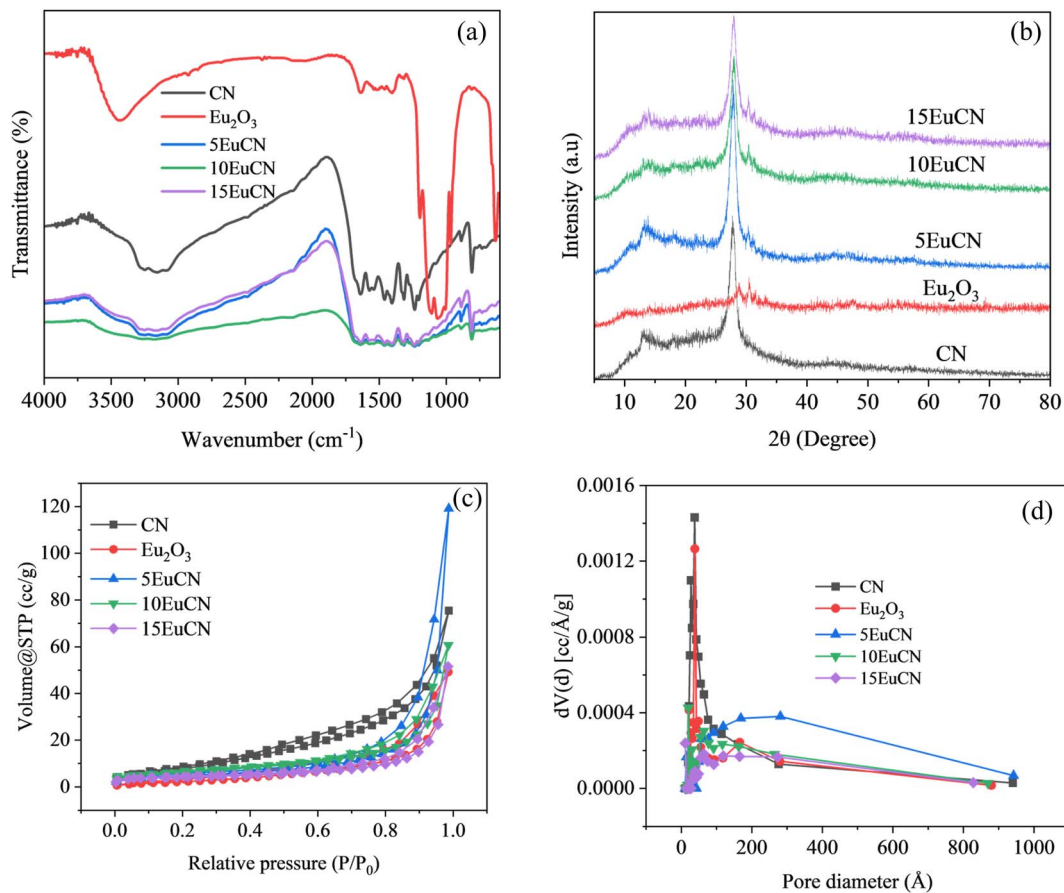 (a)
Transmittance (%)
CN
Eu₂O₃
5EuCN
10EuCN
15EuCN
4000 3500 3000 2500 2000 1500 1000
Wavenumber (cm⁻¹)
(b)
Intensity (a.u)
15EuCN
10EuCN
5EuCN
Eu₂O₃
CN
10 20 30 40 50 60 70 80
2θ (Degree)
(c)
Volume@STP (cc/g)
120
100
80
60
40
20
0
CN
Eu₂O₃
5EuCN
10EuCN
15EuCN
0.0 0.2 0.4 0.6 0.8 1.0
Relative pressure (P/P₀)
(d)
dV(d) [cc/Å/g]
0.0016
0.0012
0.0008
0.0004
0.0000
CN
Eu₂O₃
5EuCN
10EuCN
15EuCN
0 200 400 600 800 1000
Pore diameter (Å)